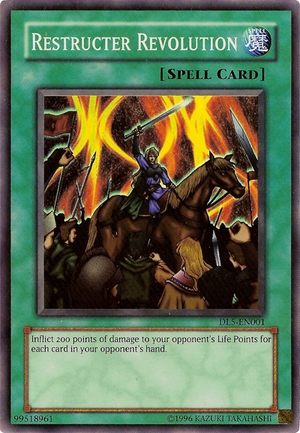 RESTRUCTER REVOLUTION
SPELL
魔
[SPELL CARD]
DL5-EN001
Inflict 200 points of damage to your opponent's Life Points for
each card in your opponent's hand.
99518961
©1996 KAZUKI TAKAHASHI